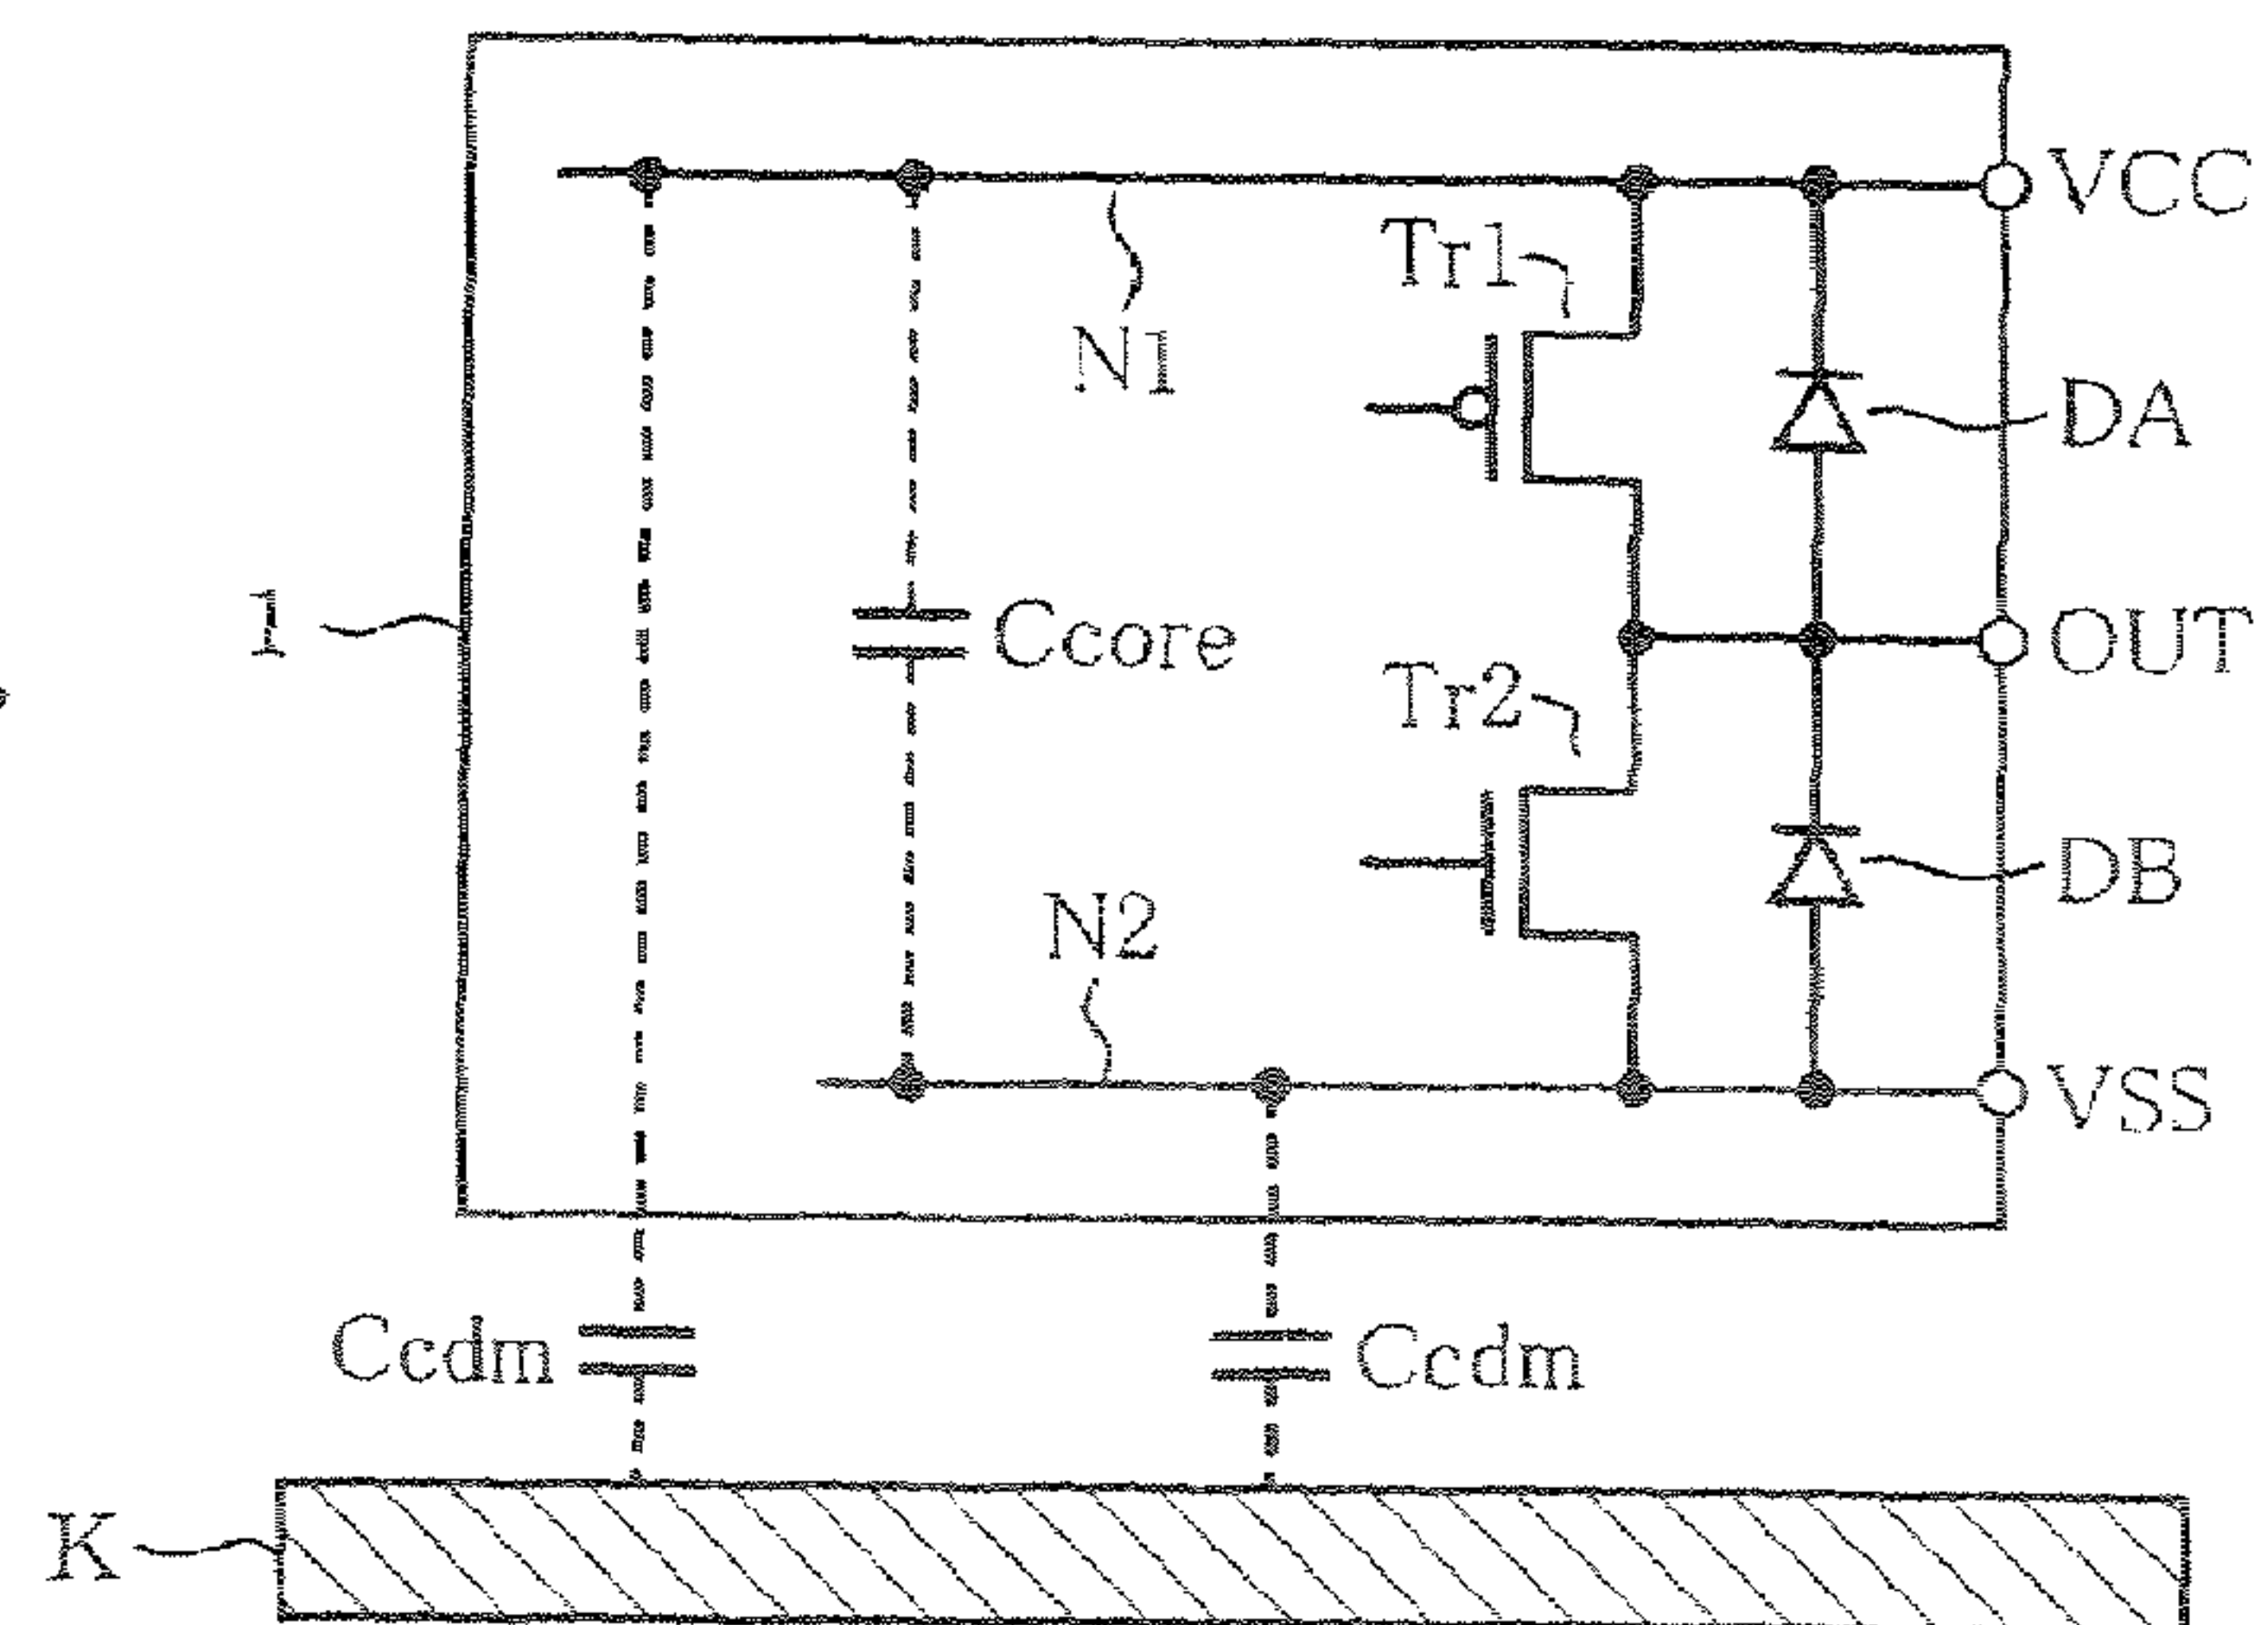 VCC
Tr1
N1
DA
1
Ccore
OUT
Tr2
DB
N2
VSS
Ccdm
Ccdm
K